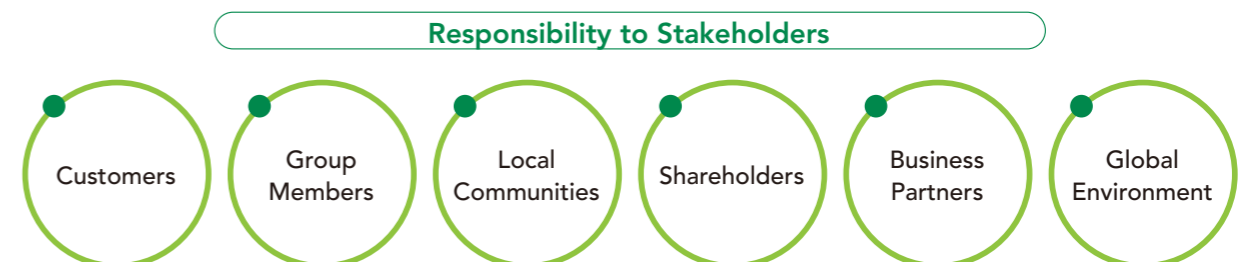 Responsibility to Stakeholders
Customers
Group
Members
Local
Communities
Shareholders
Business
Partners
Global
Environment